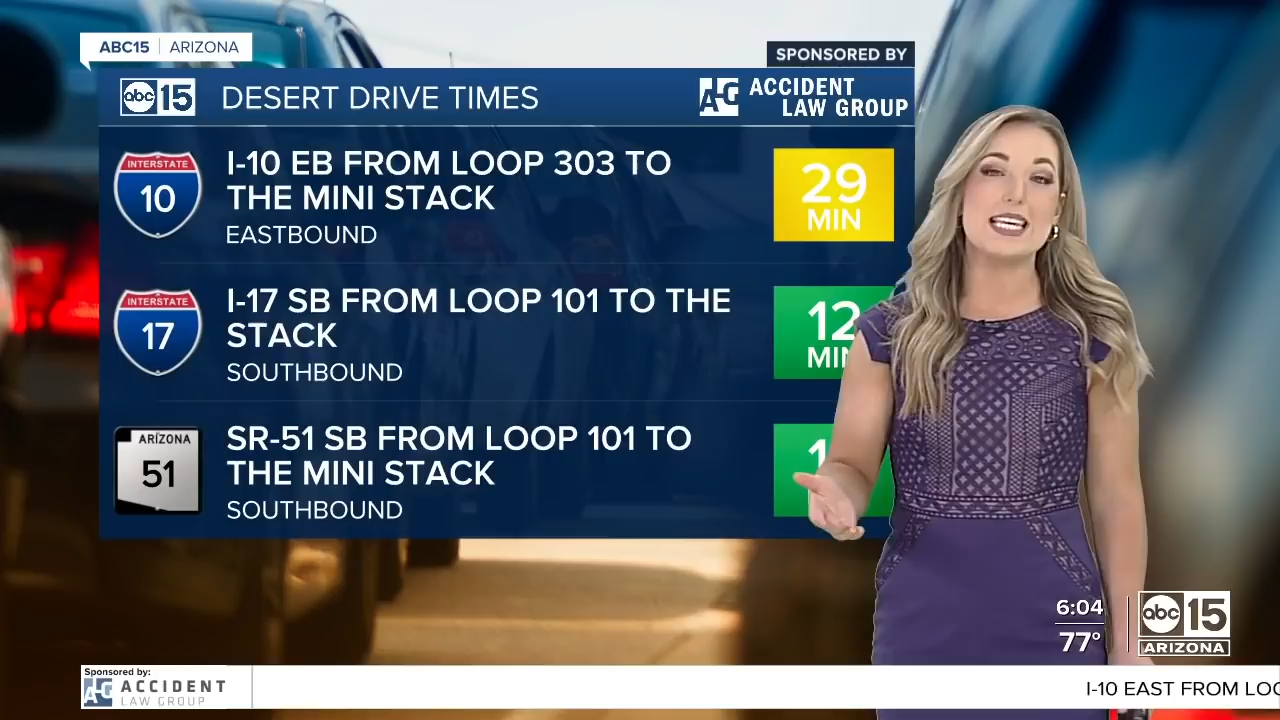 ABC15 | ARIZONA
SPONSORED BY
abc 15 DESERT DRIVE TIMES
AG ACCIDENT
LAW GROUP
INTERSTATE
10
I-10 EB FROM LOOP 303 TO
THE MINI STACK
EASTBOUND
29
MIN
INTERSTATE
17
I-17 SB FROM LOOP 101 TO THE
STACK
SOUTHBOUND
12
MIN
ARIZONA
51
SR-51 SB FROM LOOP 101 TO
THE MINI STACK
SOUTHBOUND
6:04
77°
abc 15
ARIZONA
Sponsored by:
AG ACCIDENT
LAW GROUP
I-10 EAST FROM